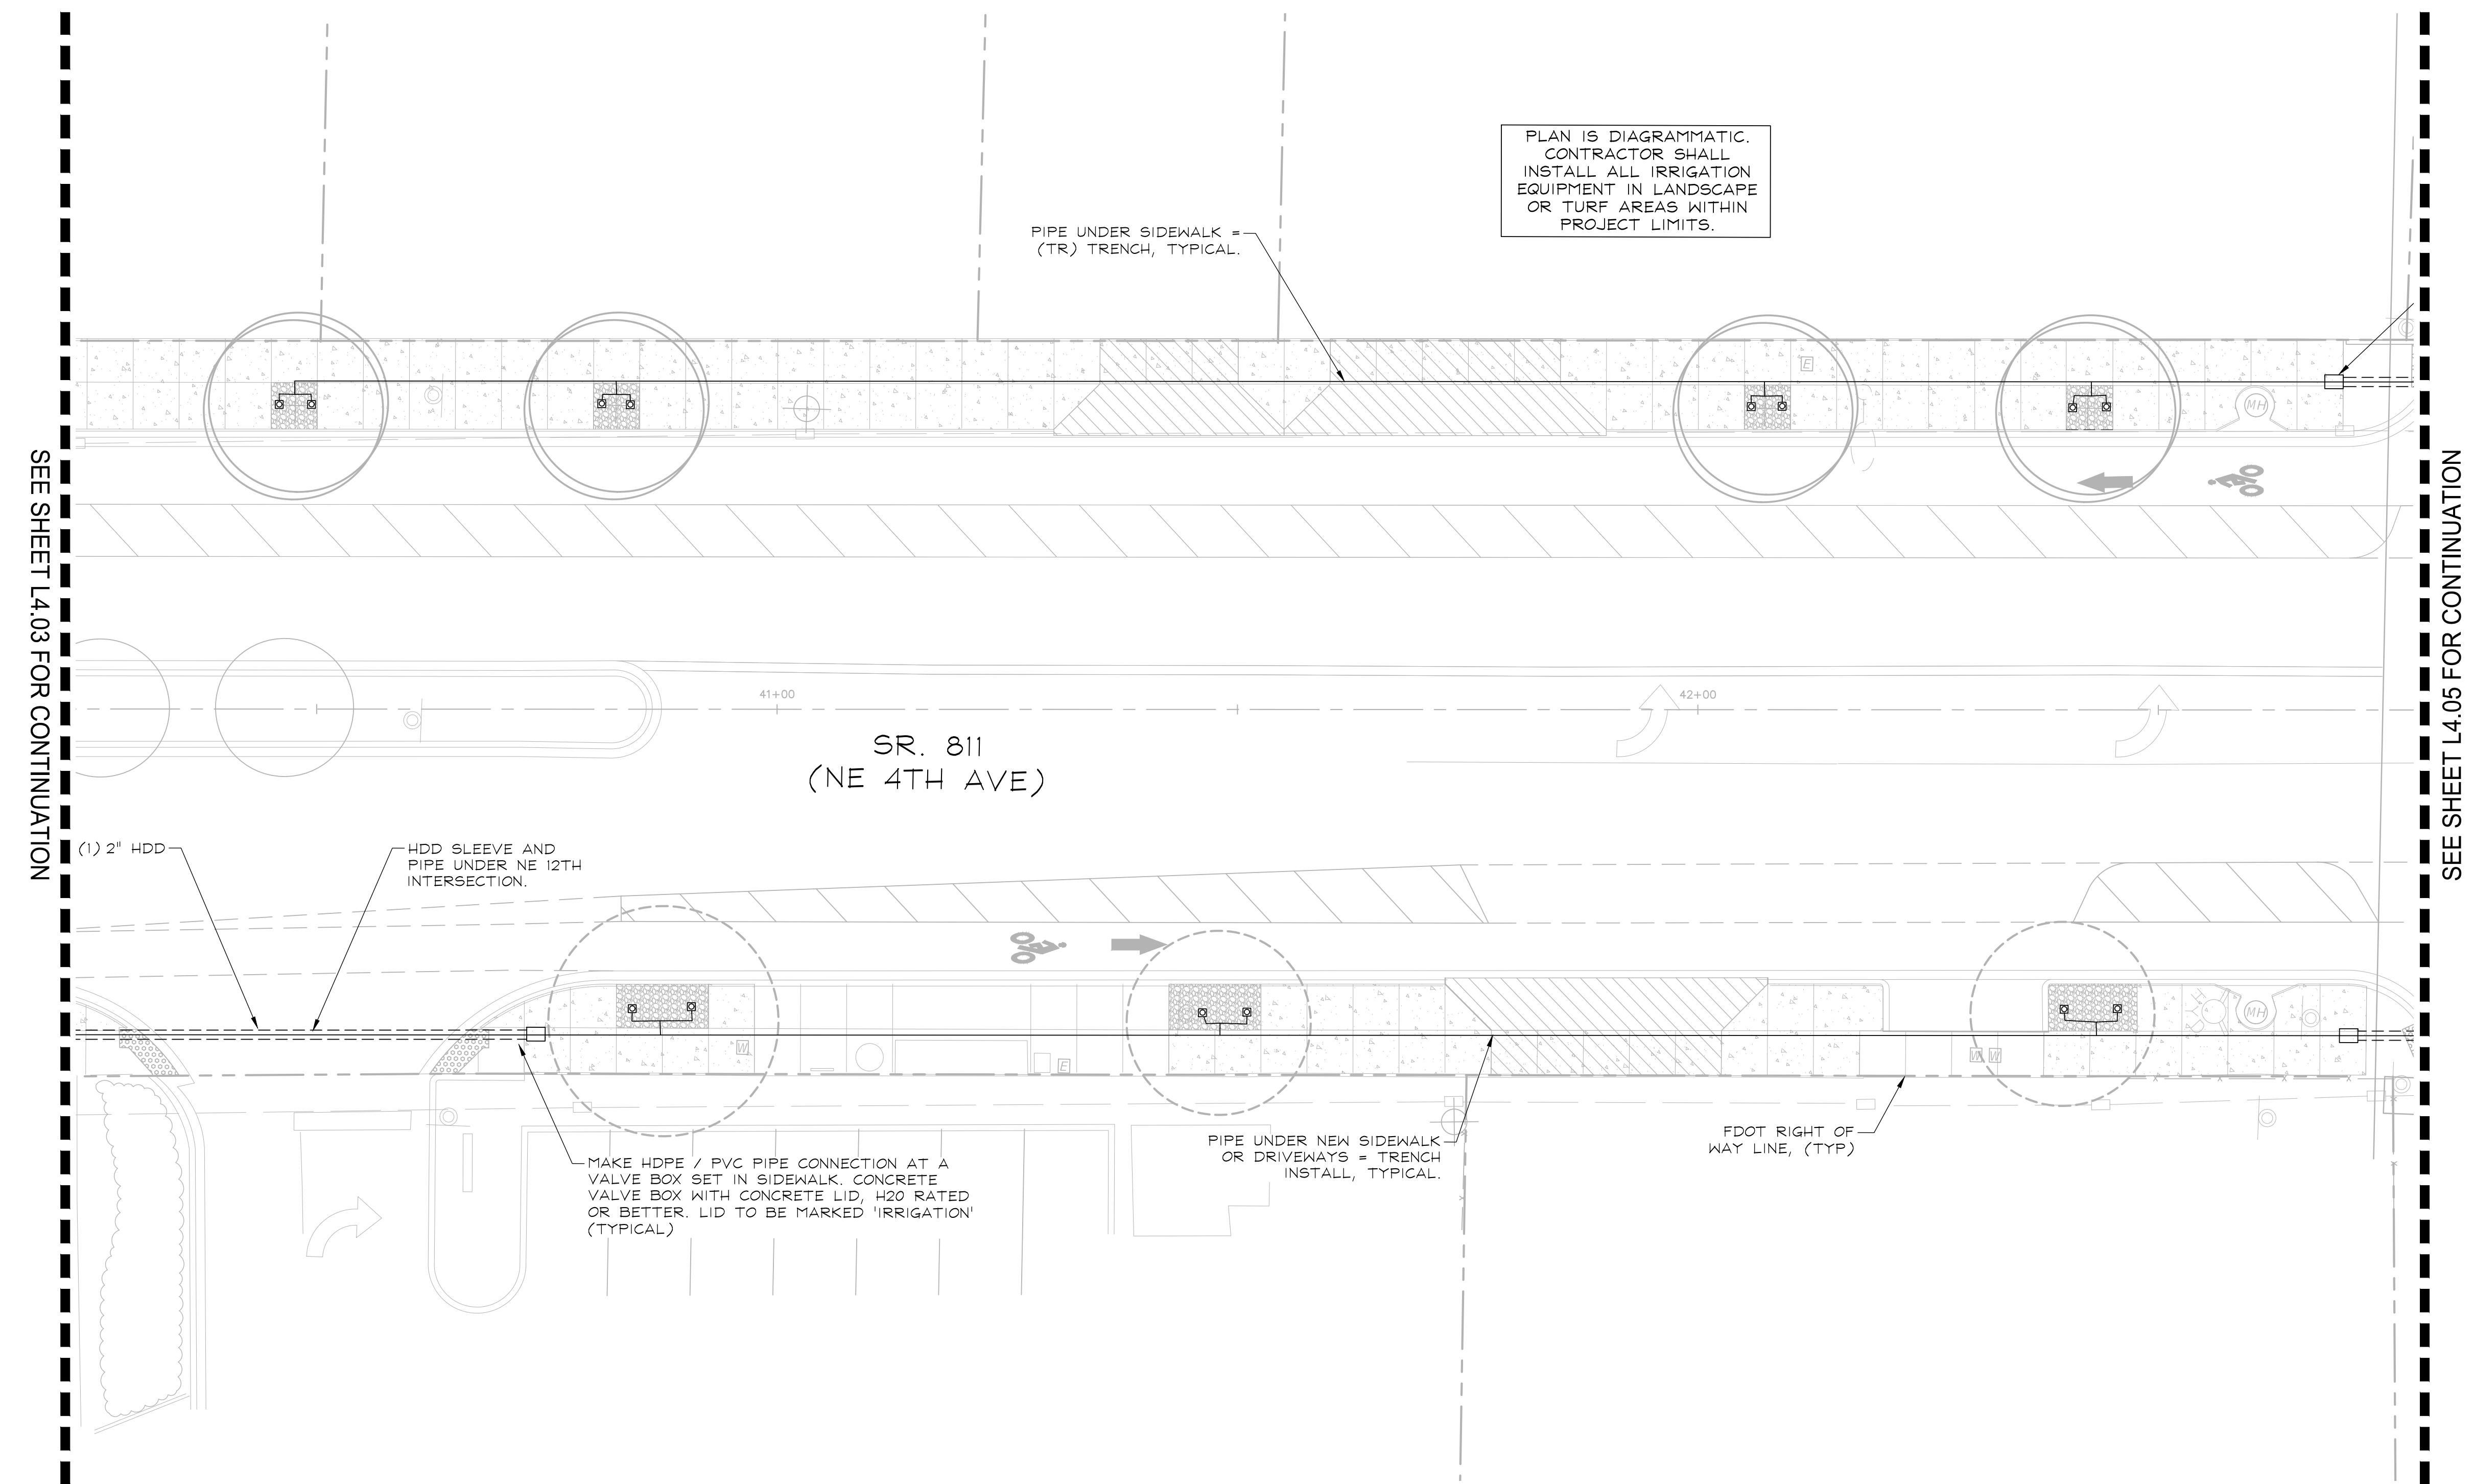 PLAN IS DIAGRAMMATIC.
CONTRACTOR SHALL
INSTALL ALL IRRIGATION
EQUIPMENT IN LANDSCAPE
OR TURF AREAS WITHIN
PROJECT LIMITS.
PIPE UNDER SIDEWALK =
(TR) TRENCH, TYPICAL.
E
MH
SEE SHEET L4.03 FOR CONTINUATION
SEE SHEET L4.05 FOR CONTINUATION
41+00
42+00
SR. 811
(NE 4TH AVE)
(1) 2" HDD
HDD SLEEVE AND
PIPE UNDER NE 12TH
INTERSECTION.
W
E
W W
MH
MAKE HDPE / PVC PIPE CONNECTION AT A
VALVE BOX SET IN SIDEWALK. CONCRETE
VALVE BOX WITH CONCRETE LID, H20 RATED
OR BETTER. LID TO BE MARKED 'IRRIGATION'
(TYPICAL)
PIPE UNDER NEW SIDEWALK
OR DRIVEWAYS = TRENCH
INSTALL, TYPICAL.
FDOT RIGHT OF
WAY LINE, (TYP)